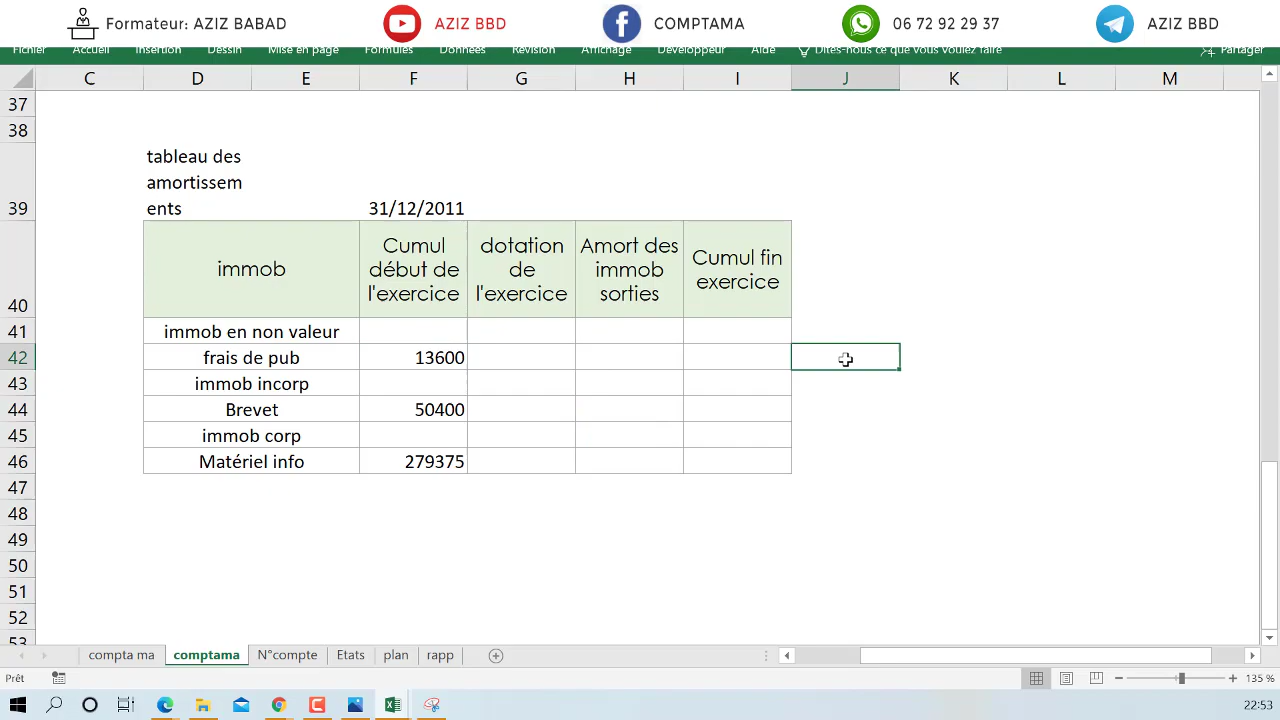 Formateur: AZIZ BABAD AZIZ BBD COMPTAMA 06 72 92 29 37 AZIZ BBD
Fichier Accueil Insertion Dessin Mise en page Formules Données Révision Affichage Développeur Aide Dites-nous ce que vous voulez faire Partager
C D E F G H I J K L M
37
38
tableau des
amortissem
39 ents 31/12/2011
40 immob Cumul début de l'exercice dotation de l'exercice Amort des immob sorties Cumul fin exercice
41 immob en non valeur
42 frais de pub 13600
43 immob incorp
44 Brevet 50400
45 immob corp
46 Matériel info 279375
47
48
49
50
51
52
53
compta ma comptama N°compte Etats plan rapp
Prêt 135 %
22:53